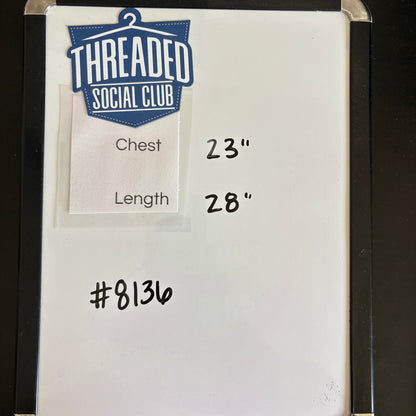 THREADED
SOCIAL CLUB
Chest 23"
Length 28"
#8136